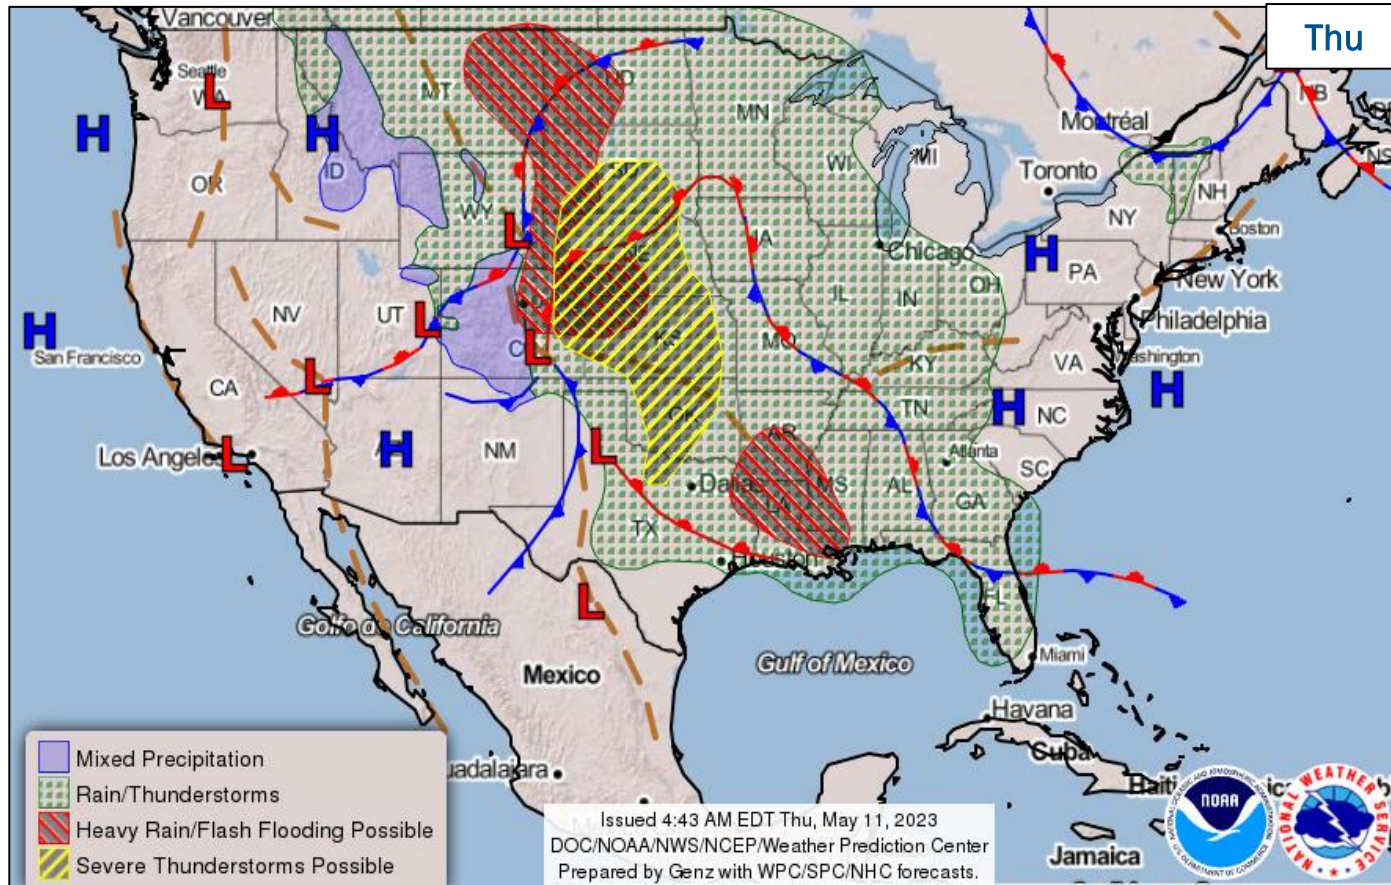 Thu
Vancouver
Seattle
WA
MT
ND
MN
Montréal
NB
NS
OR
ID
WY
SD
WI
MI
Toronto
NH
NY
Boston
NE
IA
Chicago
PA
New York
Philadelphia
NV
UT
IL
IN
OH
San Francisco
CA
KS
MO
KY
VA
Washington
OK
TN
NC
Los Angeles
NM
AR
Atlanta
SC
Dallas
MS
AL
GA
LA
TX
Houston
FL
Golfo de California
Mexico
Gulf of Mexico
Miami
Havana
Cuba
Jamaica
H
H
H
H
H
H
H
L
L
L
L
L
L
L
L
Mixed Precipitation
Rain/Thunderstorms
Heavy Rain/Flash Flooding Possible
Severe Thunderstorms Possible
Issued 4:43 AM EDT Thu, May 11, 2023
DOC/NOAA/NWS/NCEP/Weather Prediction Center
Prepared by Genz with WPC/SPC/NHC forecasts.
NOAA
NATIONAL WEATHER SERVICE